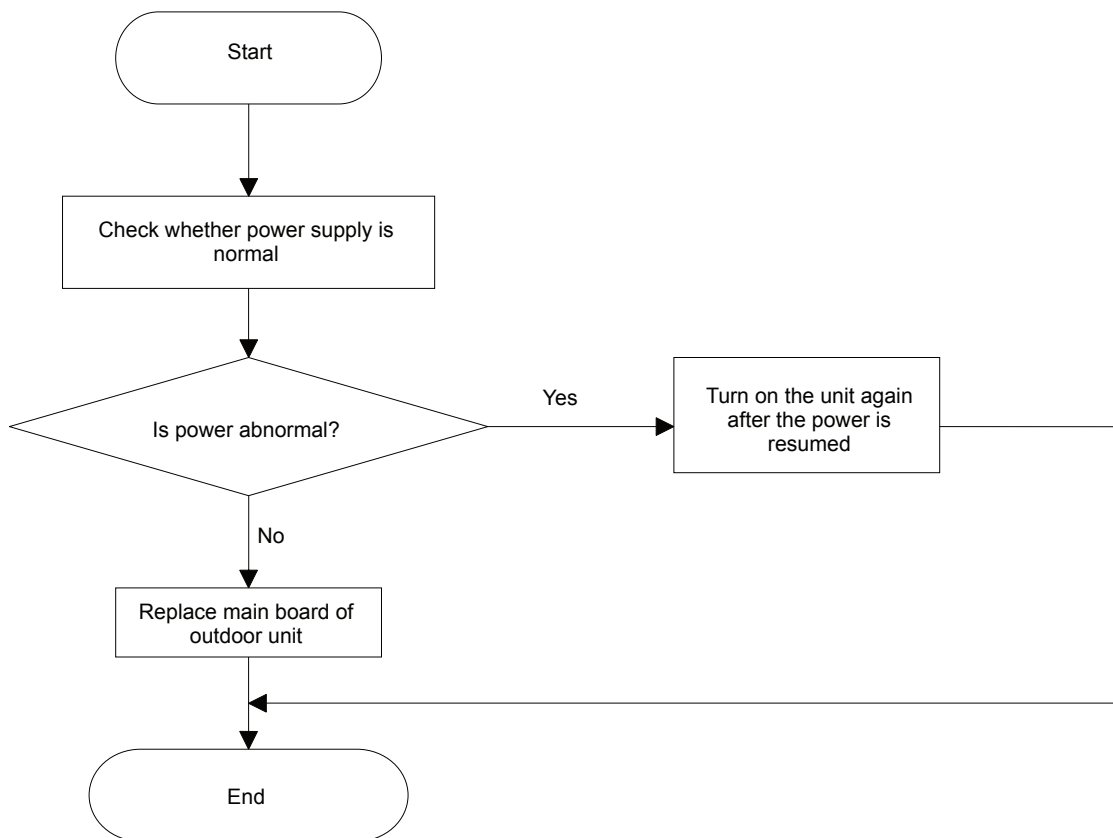 Start
Check whether power supply is
normal
Is power abnormal?
Yes
Turn on the unit again
after the power is
resumed
No
Replace main board of
outdoor unit
End